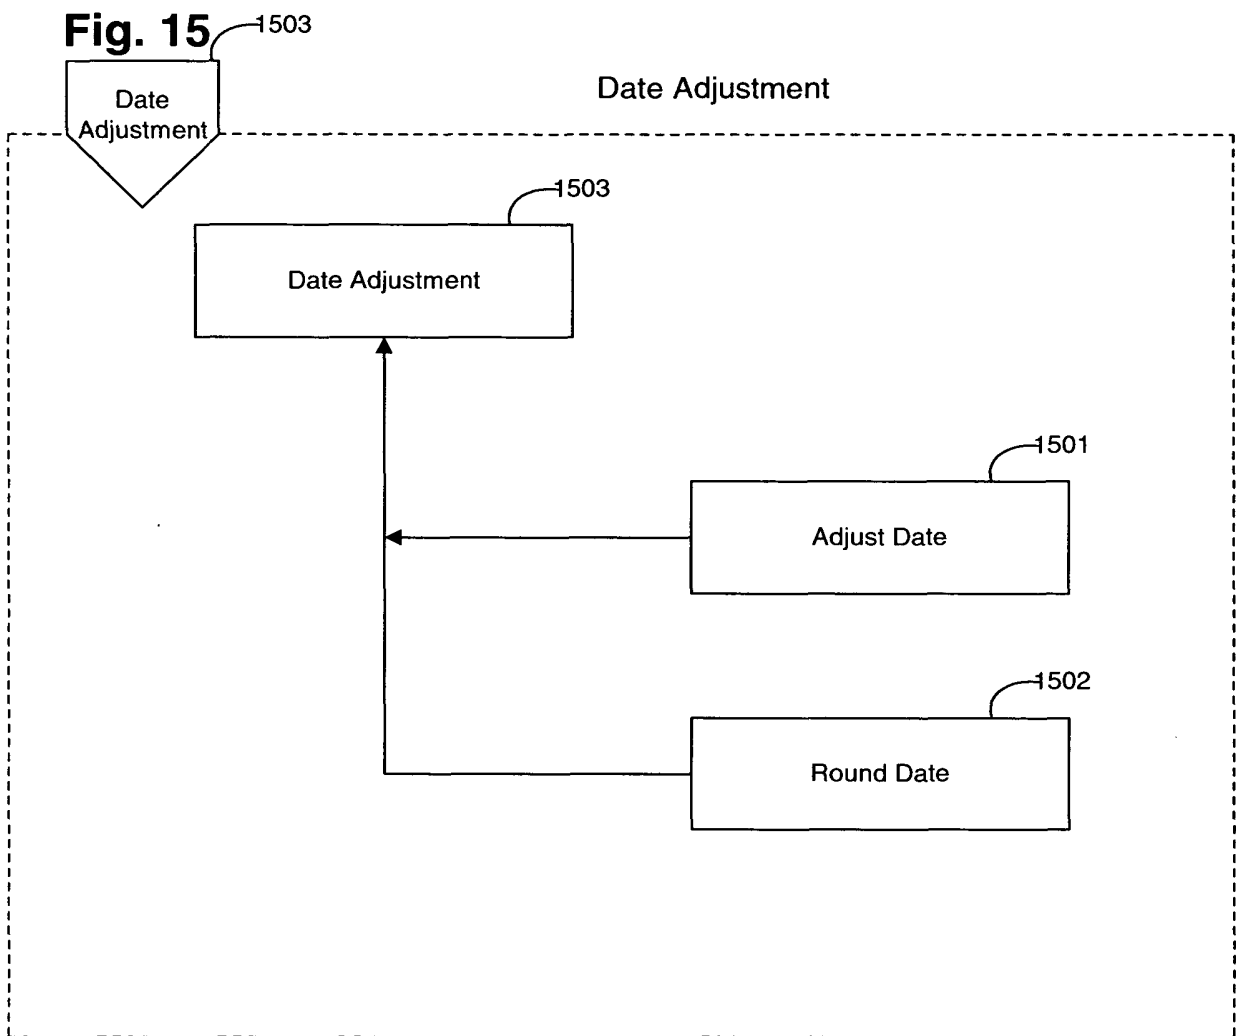 Fig. 15
1503
Date
Adjustment
Date Adjustment
1503
Date Adjustment
1501
Adjust Date
1502
Round Date